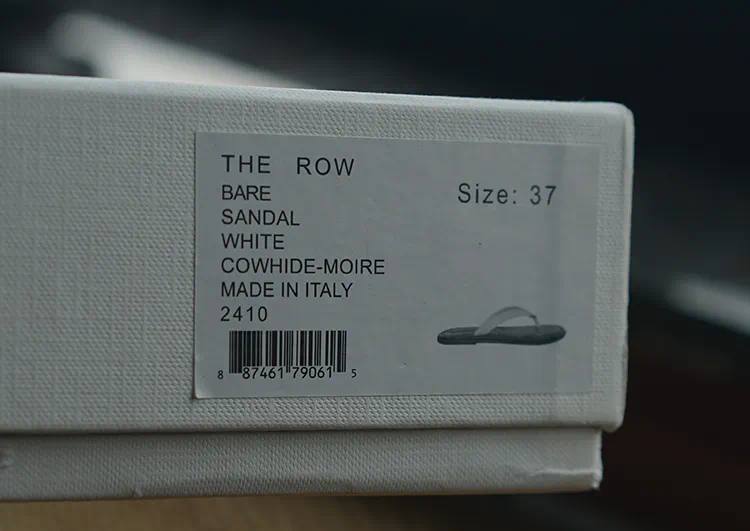 THE ROW
BARE
Size: 37
SANDAL
WHITE
COWHIDE-MOIRE
MADE IN ITALY
2410
8 87461 79061 5